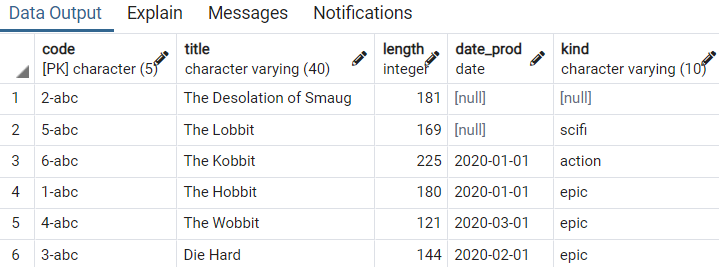 Data Output Explain Messages Notifications
code title length date_prod kind
[PK] character (5) character varying (40) integer date character varying (10)
1 2-abc The Desolation of Smaug 181 [null] [null]
2 5-abc The Lobbit 169 [null] scifi
3 6-abc The Kobbit 225 2020-01-01 action
4 1-abc The Hobbit 180 2020-01-01 epic
5 4-abc The Wobbit 121 2020-03-01 epic
6 3-abc Die Hard 144 2020-02-01 epic